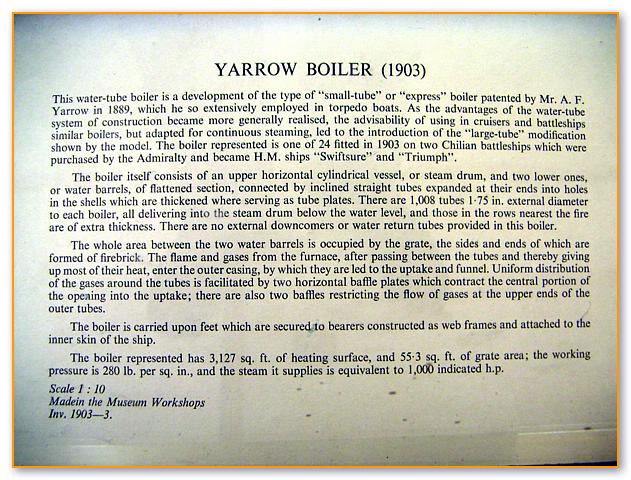 YARROW BOILER (1903)
This water-tube boiler is a development of the type of “small-tube” or “express” boiler patented by Mr. A. F.
Yarrow in 1889, which he so extensively employed in torpedo boats. As the advantages of the water-tube
system of construction became more generally realised, the advisability of using in cruisers and battleships
similar boilers, but adapted for continuous steaming, led to the introduction of the “large-tube” modification
shown by the model. The boiler represented is one of 24 fitted in 1903 on two Chilian battleships which were
purchased by the Admiralty and became H.M. ships “Swiftsure” and “Triumph”.
The boiler itself consists of an upper horizontal cylindrical vessel, or steam drum, and two lower ones,
or water barrels, of flattened section, connected by inclined straight tubes expanded at their ends into holes
in the shells which are thickened where serving as tube plates. There are 1,008 tubes 1·75 in. external diameter
to each boiler, all delivering into the steam drum below the water level, and those in the rows nearest the fire
are of extra thickness. There are no external downcomers or water return tubes provided in this boiler.
The whole area between the two water barrels is occupied by the grate, the sides and ends of which are
formed of firebrick. The flame and gases from the furnace, after passing between the tubes and thereby giving
up most of their heat, enter the outer casing, by which they are led to the uptake and funnel. Uniform distribution
of the gases around the tubes is facilitated by two horizontal baffle plates which contract the central portion of
the opening into the uptake; there are also two baffles restricting the flow of gases at the upper ends of the
outer tubes.
The boiler is carried upon feet which are secured to bearers constructed as web frames and attached to the
inner skin of the ship.
The boiler represented has 3,127 sq. ft. of heating surface, and 55·3 sq. ft. of grate area; the working
pressure is 280 lb. per sq. in., and the steam it supplies is equivalent to 1,000 indicated h.p.
Scale 1 : 10
Madein the Museum Workshops
Inv. 1903—3.